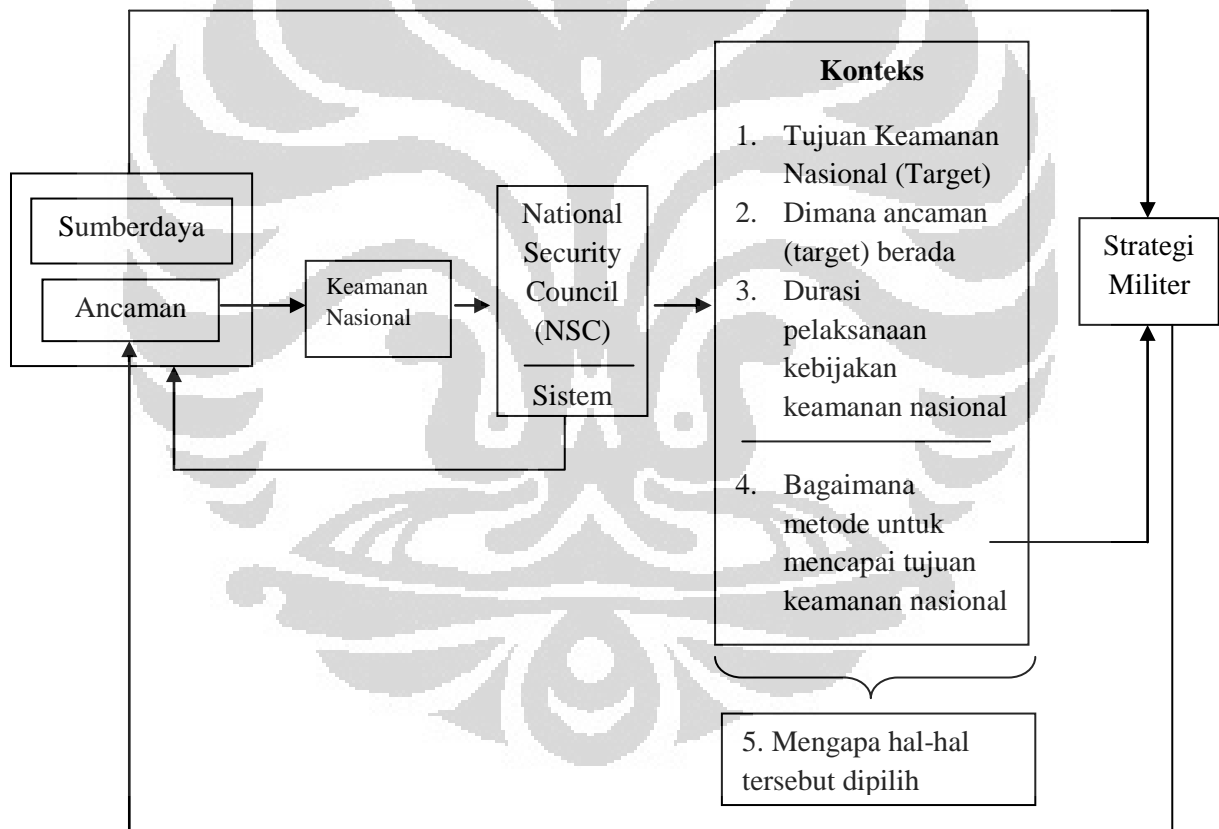 Sumberdaya
Ancaman
Keamanan
Nasional
National
Security
Council
(NSC)
Sistem
Konteks
1. Tujuan Keamanan
Nasional (Target)
2. Dimana ancaman
(target) berada
3. Durasi
pelaksanaan
kebijakan
keamanan nasional
4. Bagaimana
metode untuk
mencapai tujuan
keamanan nasional
5. Mengapa hal-hal
tersebut dipilih
Strategi
Militer